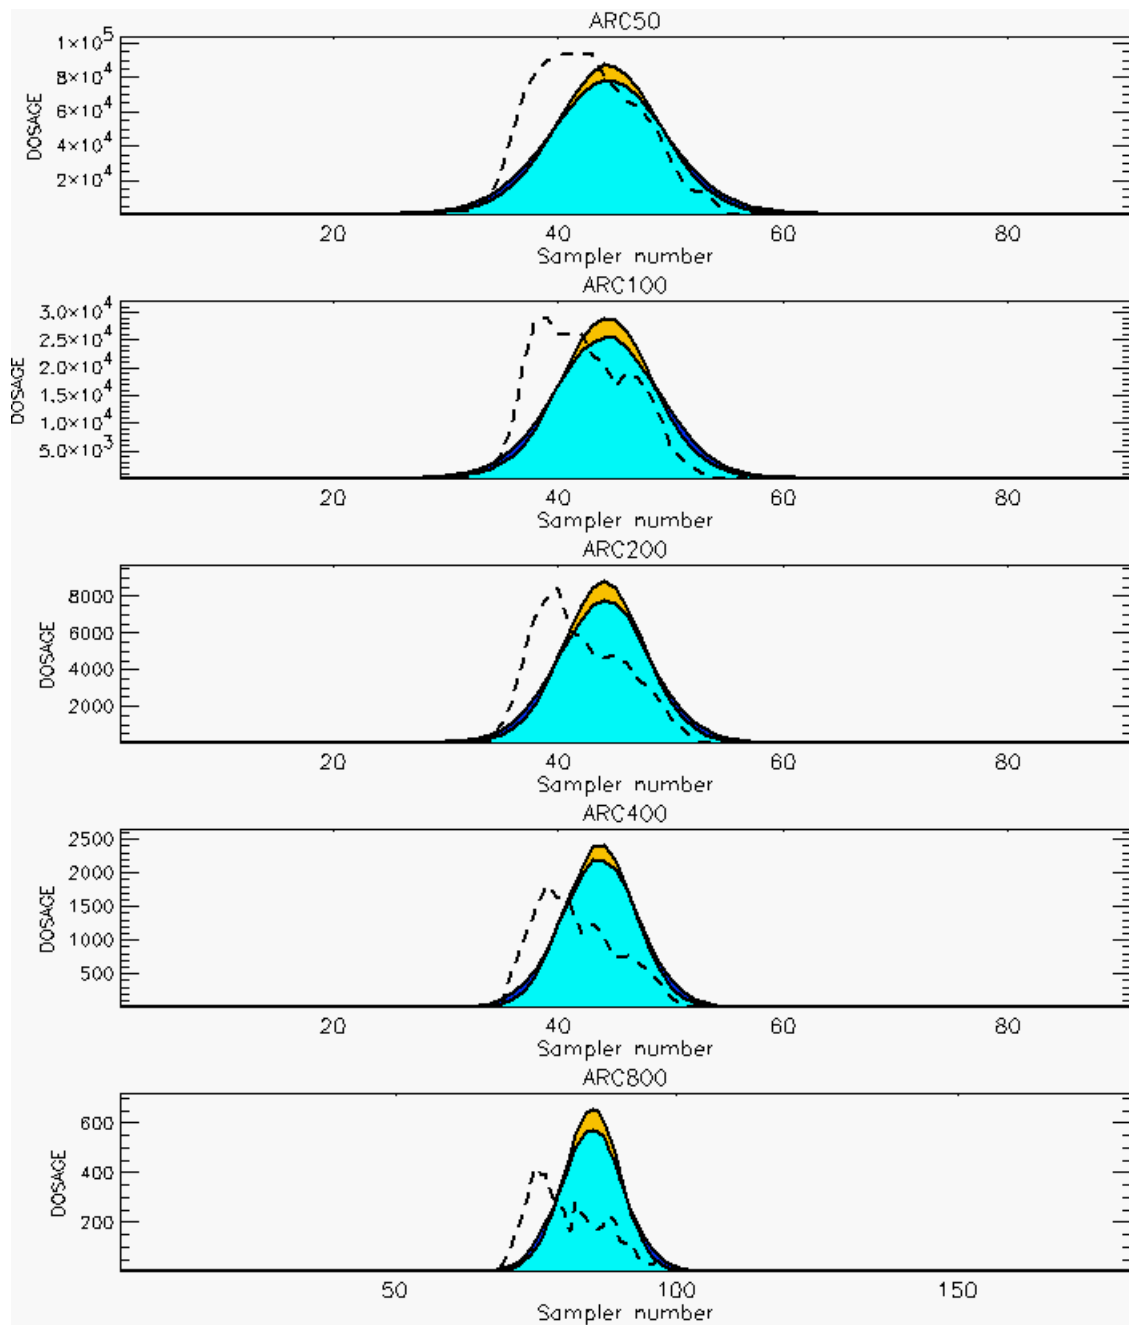 ARC50
1×10⁵
8×10⁴
6×10⁴
4×10⁴
2×10⁴
DOSAGE
20 40 60 80
Sampler number
ARC100
3.0×10⁴
2.5×10⁴
2.0×10⁴
1.5×10⁴
1.0×10⁴
5.0×10³
DOSAGE
20 40 60 80
Sampler number
ARC200
8000
6000
4000
2000
DOSAGE
20 40 60 80
Sampler number
ARC400
2500
2000
1500
1000
500
DOSAGE
20 40 60 80
Sampler number
ARC800
600
400
200
DOSAGE
50 100 150
Sampler number